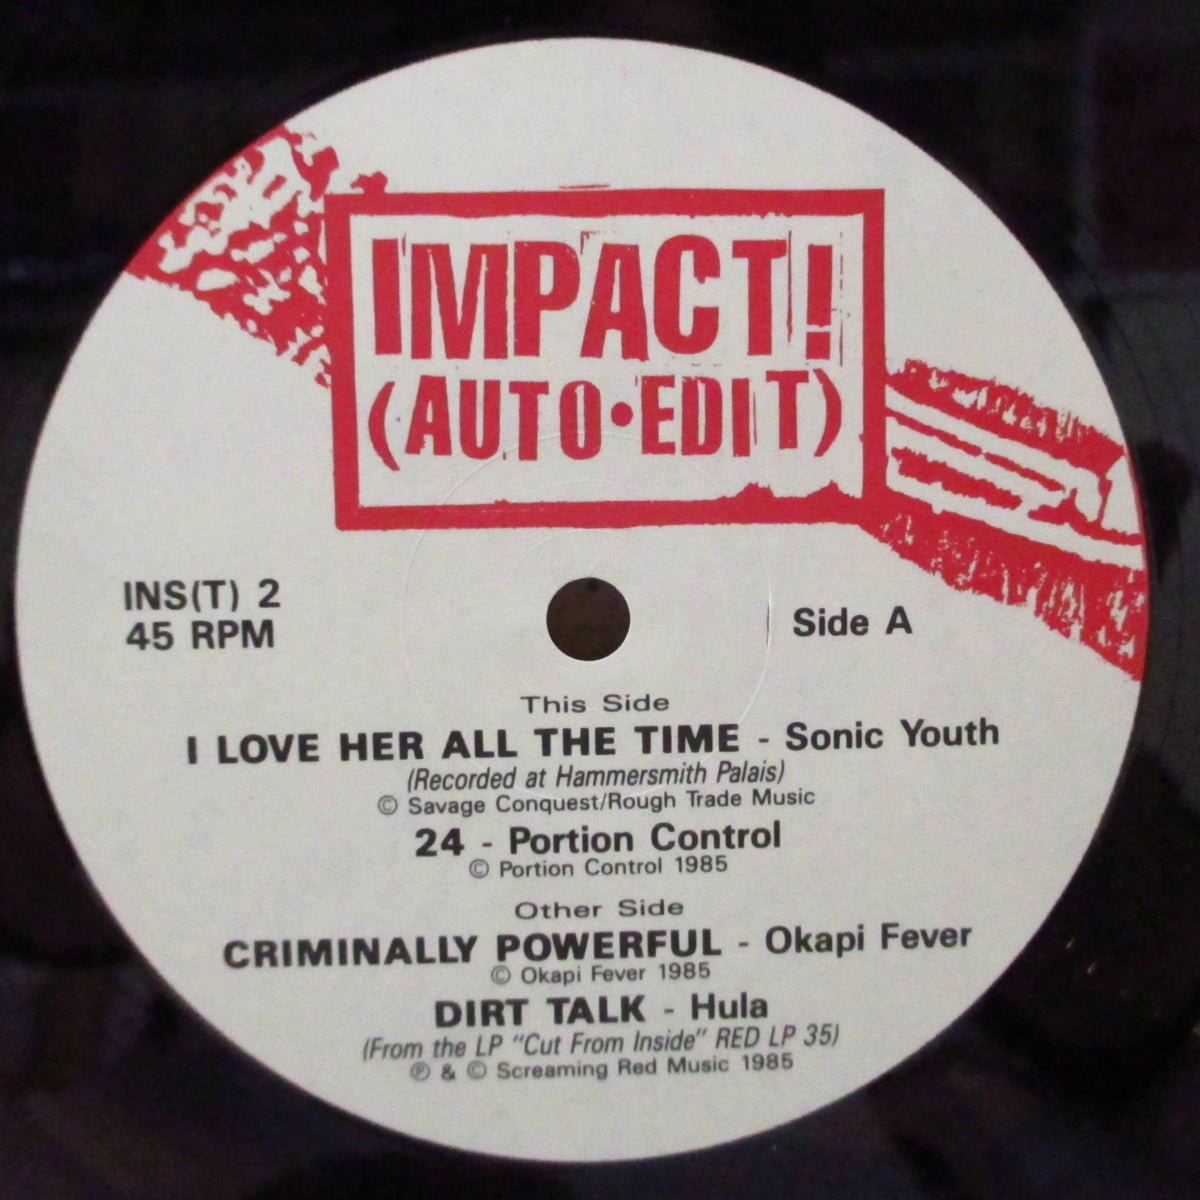 IMPACT!
(AUTO•EDIT)
INS(T) 2
45 RPM
Side A
This Side
I LOVE HER ALL THE TIME - Sonic Youth
(Recorded at Hammersmith Palais)
© Savage Conquest/Rough Trade Music
24 - Portion Control
© Portion Control 1985
Other Side
CRIMINALLY POWERFUL - Okapi Fever
© Okapi Fever 1985
DIRT TALK - Hula
(From the LP "Cut From Inside" RED LP 35)
℗ & © Screaming Red Music 1985